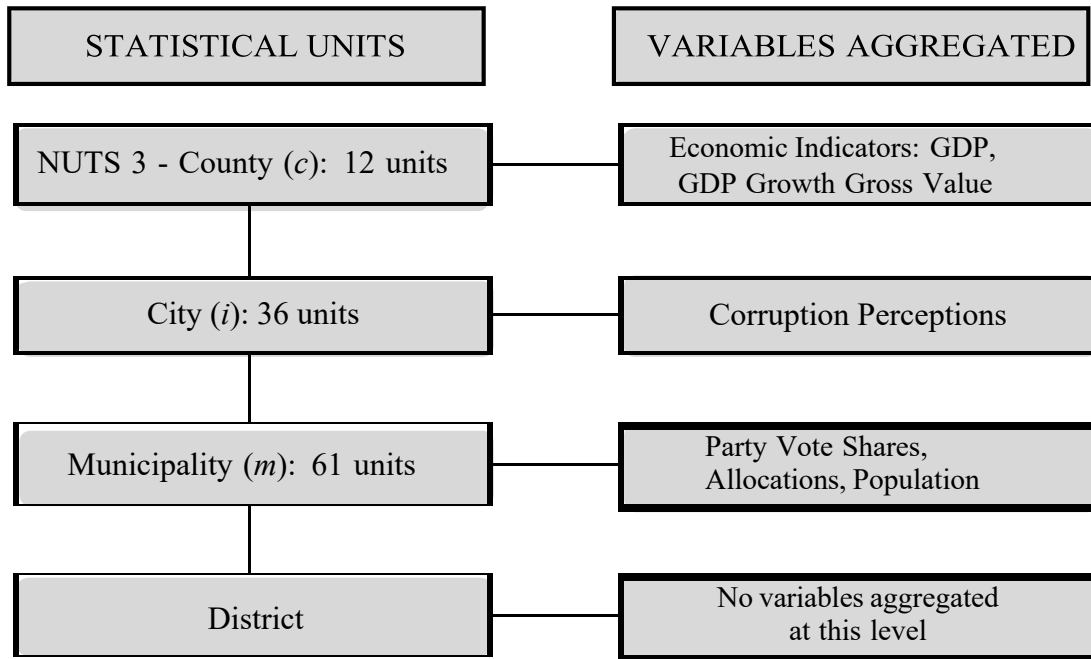 STATISTICAL UNITS
VARIABLES AGGREGATED
NUTS 3 - County (c): 12 units
Economic Indicators: GDP,
GDP Growth Gross Value
City (i): 36 units
Corruption Perceptions
Municipality (m): 61 units
Party Vote Shares,
Allocations, Population
District
No variables aggregated
at this level